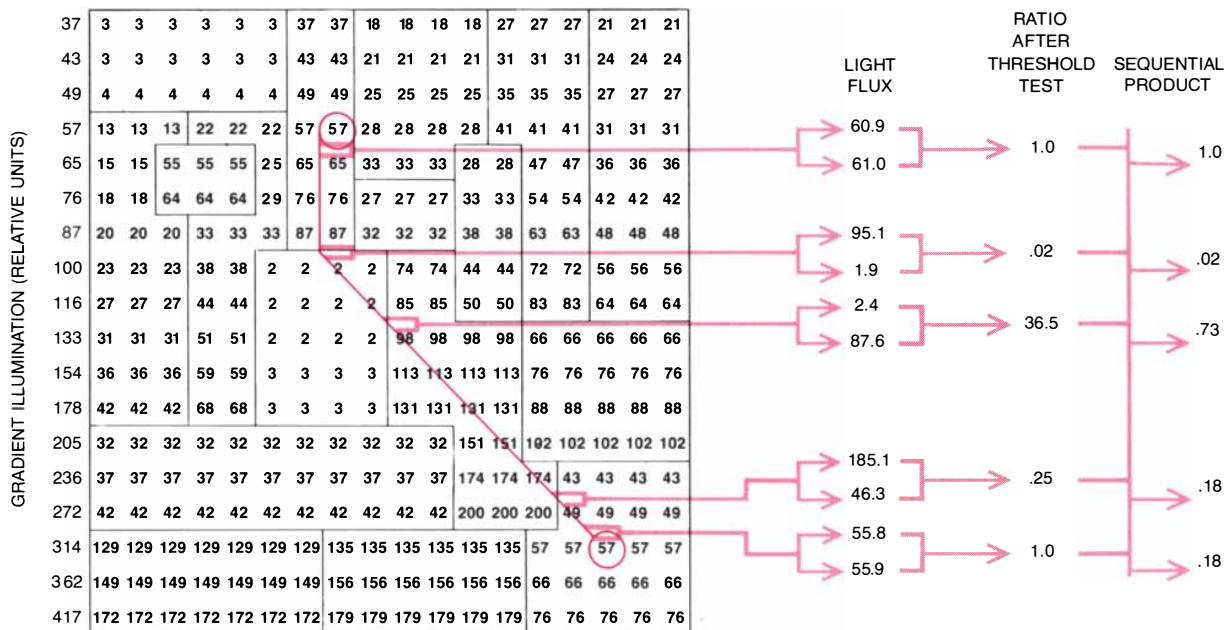 RATIO
AFTER
THRESHOLD
TEST
LIGHT
FLUX
SEQUENTIAL
PRODUCT
GRADIENT ILLUMINATION (RELATIVE UNITS)
37 3 3 3 3 3 3 37 37 18 18 18 18 27 27 27 21 21 21
43 3 3 3 3 3 3 43 43 21 21 21 21 31 31 31 24 24 24
49 4 4 4 4 4 4 49 49 25 25 25 25 35 35 35 27 27 27
57 13 13 13 22 22 22 57 57 28 28 28 28 41 41 41 31 31 31
65 15 15 55 55 55 25 65 65 33 33 33 28 28 47 47 36 36 36
76 18 18 64 64 64 29 76 76 27 27 27 33 33 54 54 42 42 42
87 20 20 20 33 33 33 87 87 32 32 32 38 38 63 63 48 48 48
100 23 23 23 38 38 2 2 2 2 74 74 44 44 72 72 56 56 56
116 27 27 27 44 44 2 2 2 2 85 85 50 50 83 83 64 64 64
133 31 31 31 51 51 2 2 2 2 98 98 98 98 66 66 66 66 66
154 36 36 36 59 59 3 3 3 3 113 113 113 113 76 76 76 76 76
178 42 42 42 68 68 3 3 3 3 131 131 131 131 88 88 88 88 88
205 32 32 32 32 32 32 32 32 32 32 32 151 151 102 102 102 102 102
236 37 37 37 37 37 37 37 37 37 37 37 174 174 174 43 43 43 43
272 42 42 42 42 42 42 42 42 42 42 42 200 200 200 49 49 49 49
314 129 129 129 129 129 129 129 135 135 135 135 135 135 57 57 57 57 57
362 149 149 149 149 149 149 149 156 156 156 156 156 156 66 66 66 66 66
417 172 172 172 172 172 172 172 179 179 179 179 179 179 76 76 76 76 76
60.9
61.0
1.0
1.0
95.1
1.9
.02
.02
2.4
87.6
36.5
.73
185.1
46.3
.25
.18
55.8
55.9
1.0
.18